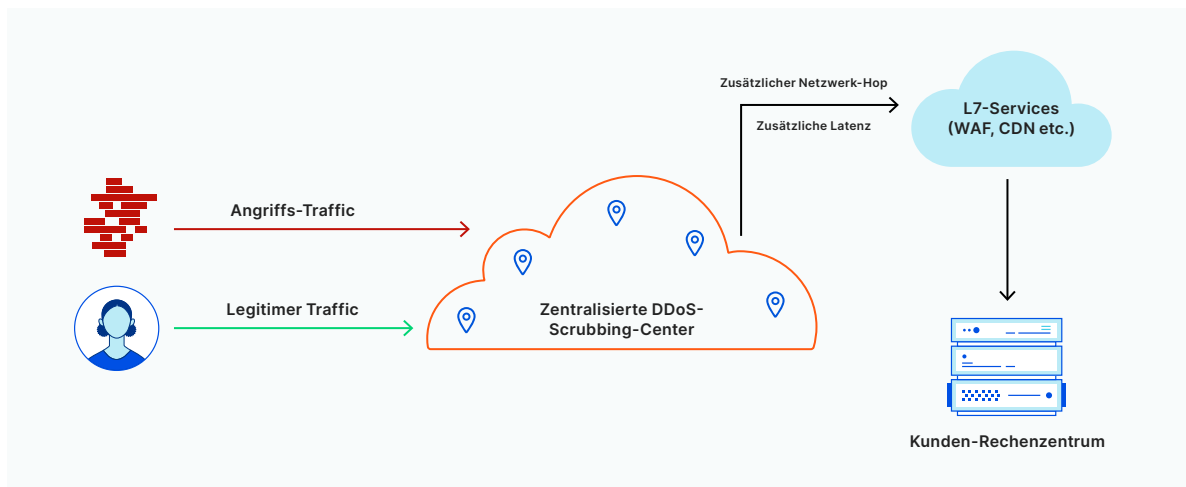 Zusätzlicher Netzwerk-Hop
Zusätzliche Latenz
L7-Services
(WAF, CDN etc.)
Angriffs-Traffic
Legitimer Traffic
Zentralisierte DDoS-
Scrubbing-Center
Kunden-Rechenzentrum